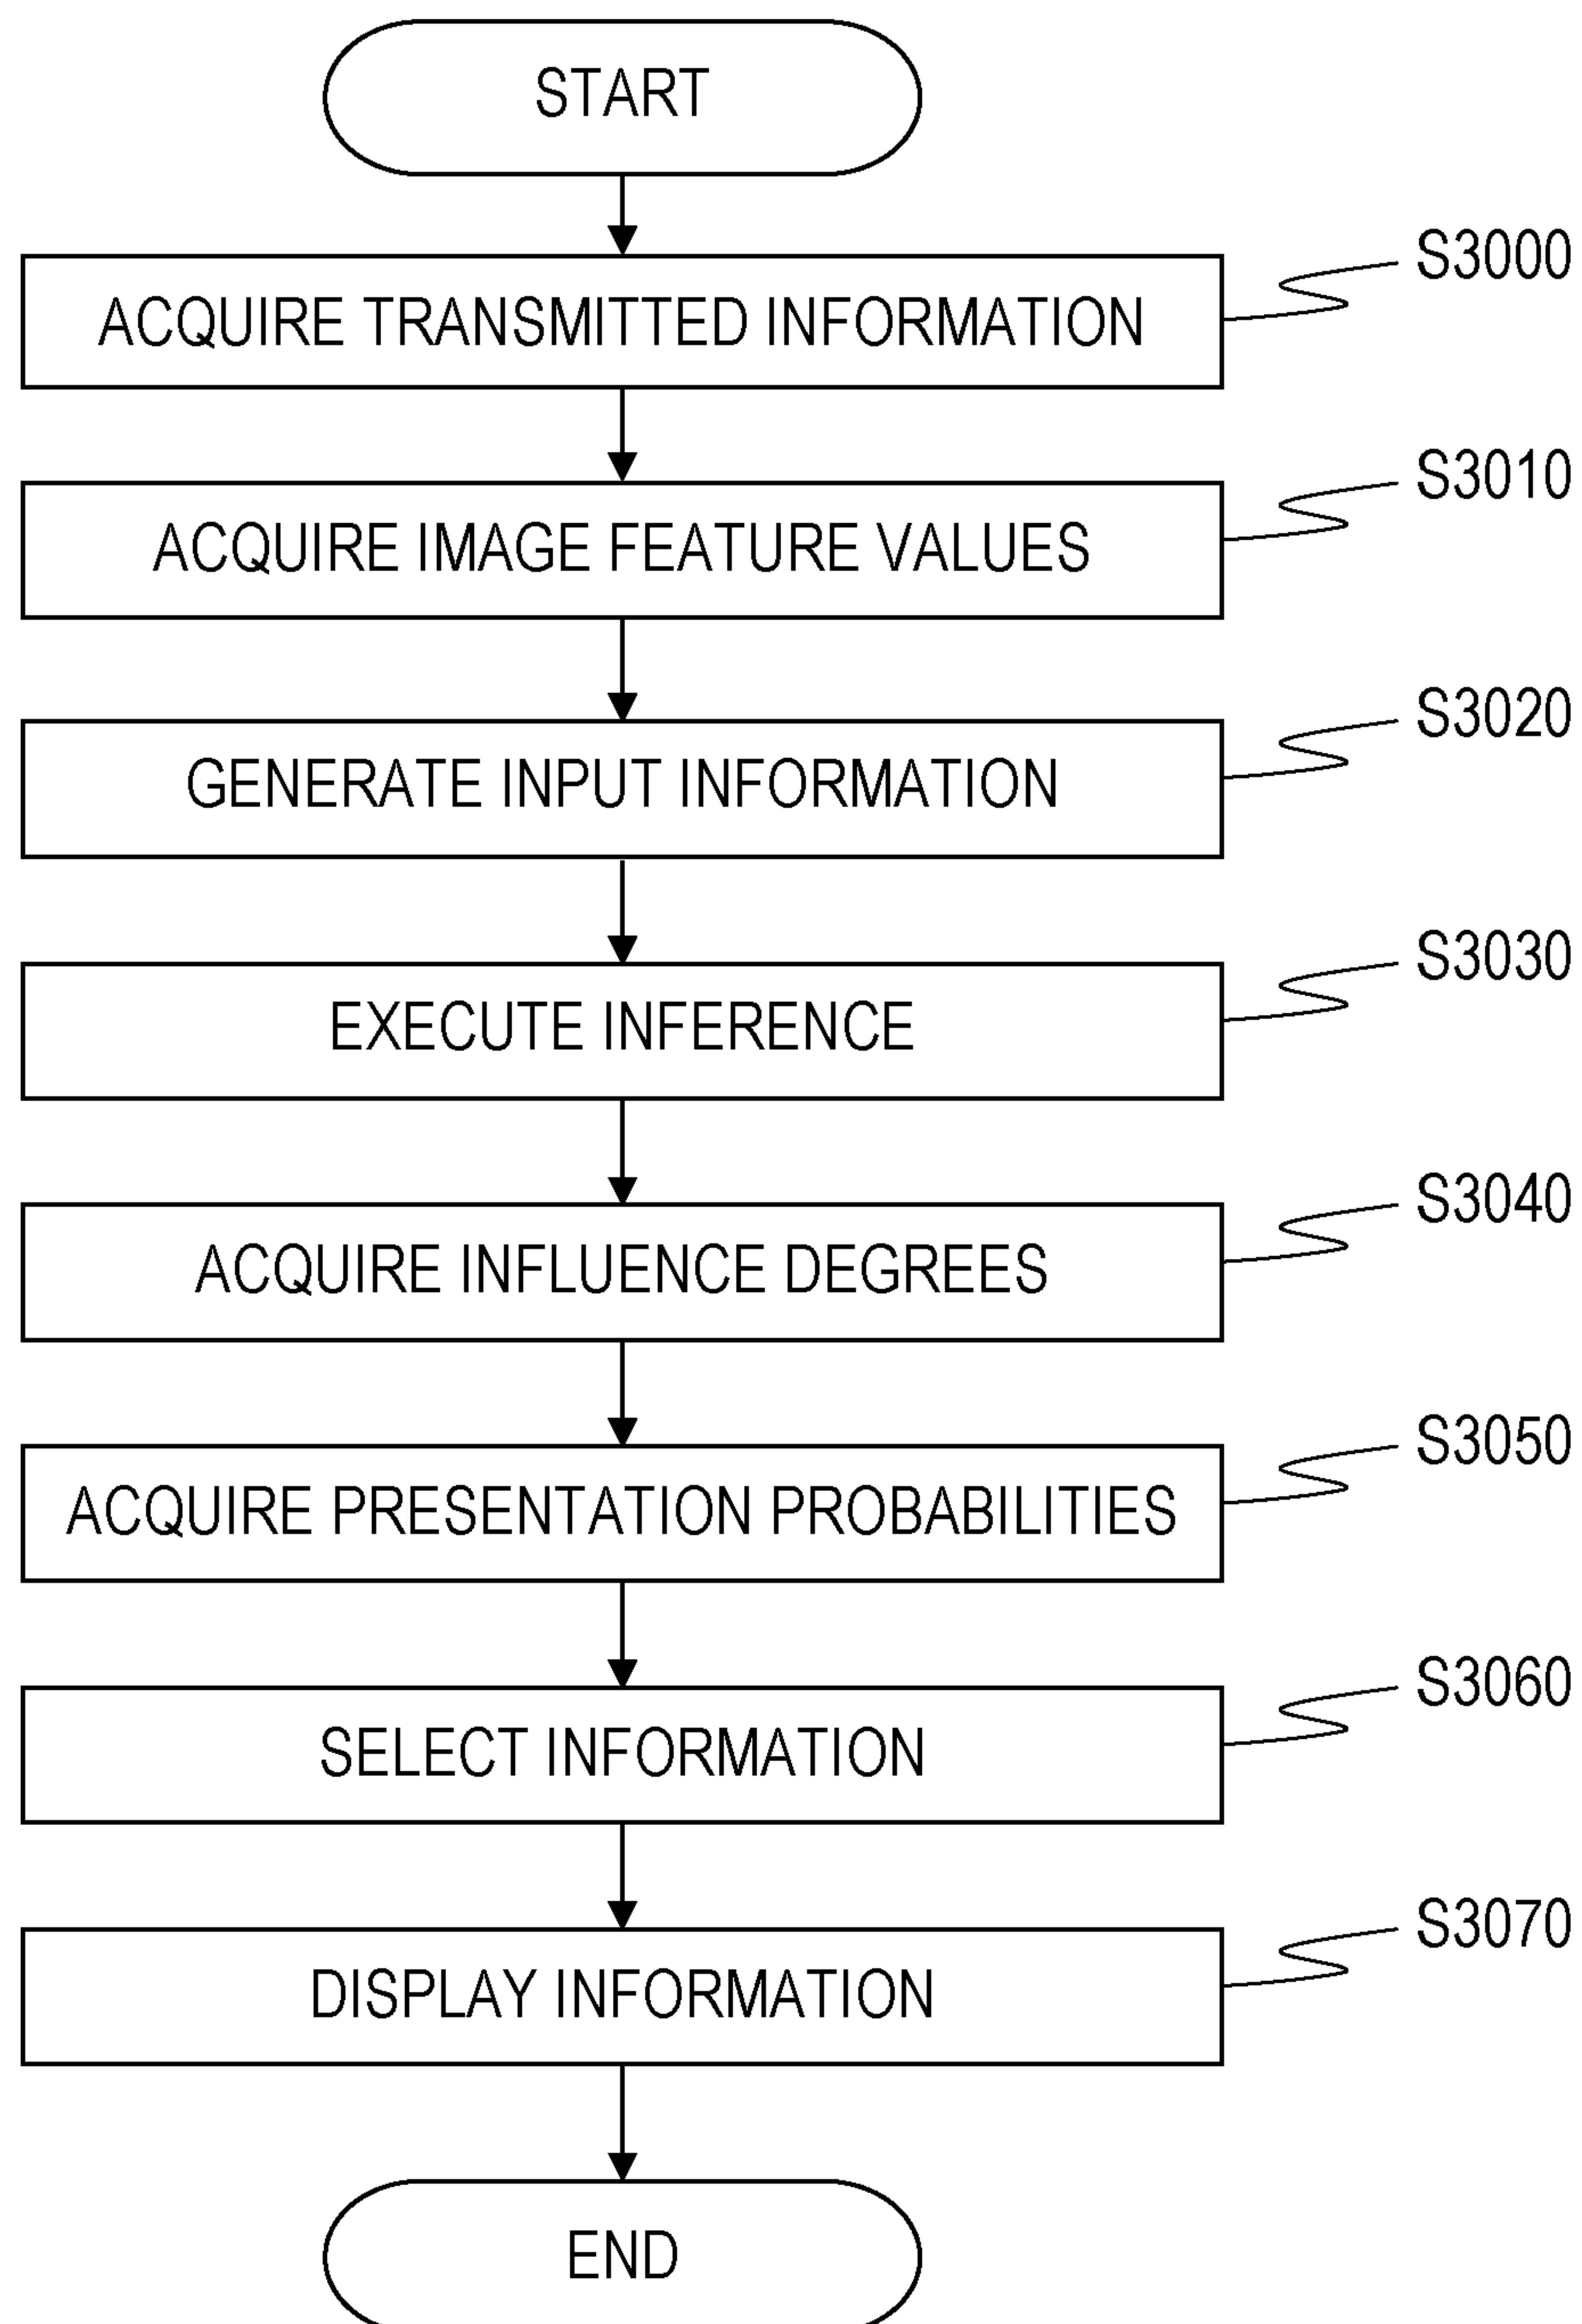 START
ACQUIRE TRANSMITTED INFORMATION
S3000
ACQUIRE IMAGE FEATURE VALUES
S3010
GENERATE INPUT INFORMATION
S3020
EXECUTE INFERENCE
S3030
ACQUIRE INFLUENCE DEGREES
S3040
ACQUIRE PRESENTATION PROBABILITIES
S3050
SELECT INFORMATION
S3060
DISPLAY INFORMATION
S3070
END